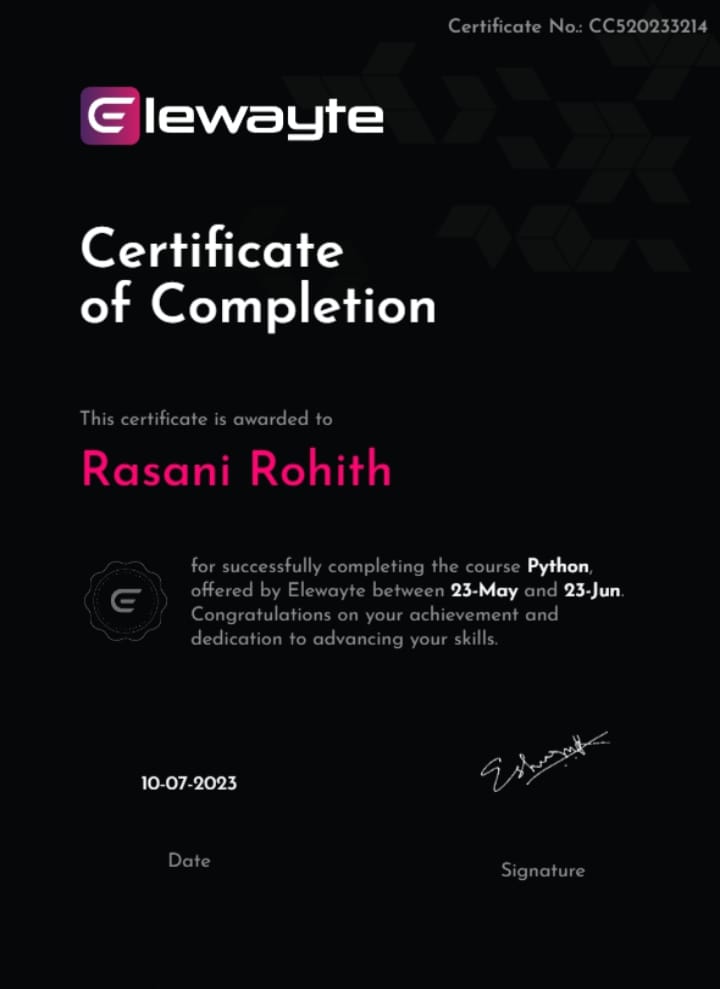 Certificate No.: CC520233214
Elewayte
Certificate
of Completion
This certificate is awarded to
Rasani Rohith
for successfully completing the course Python,
offered by Elewayte between 23-May and 23-Jun.
Congratulations on your achievement and
dedication to advancing your skills.
10-07-2023
Date
Signature